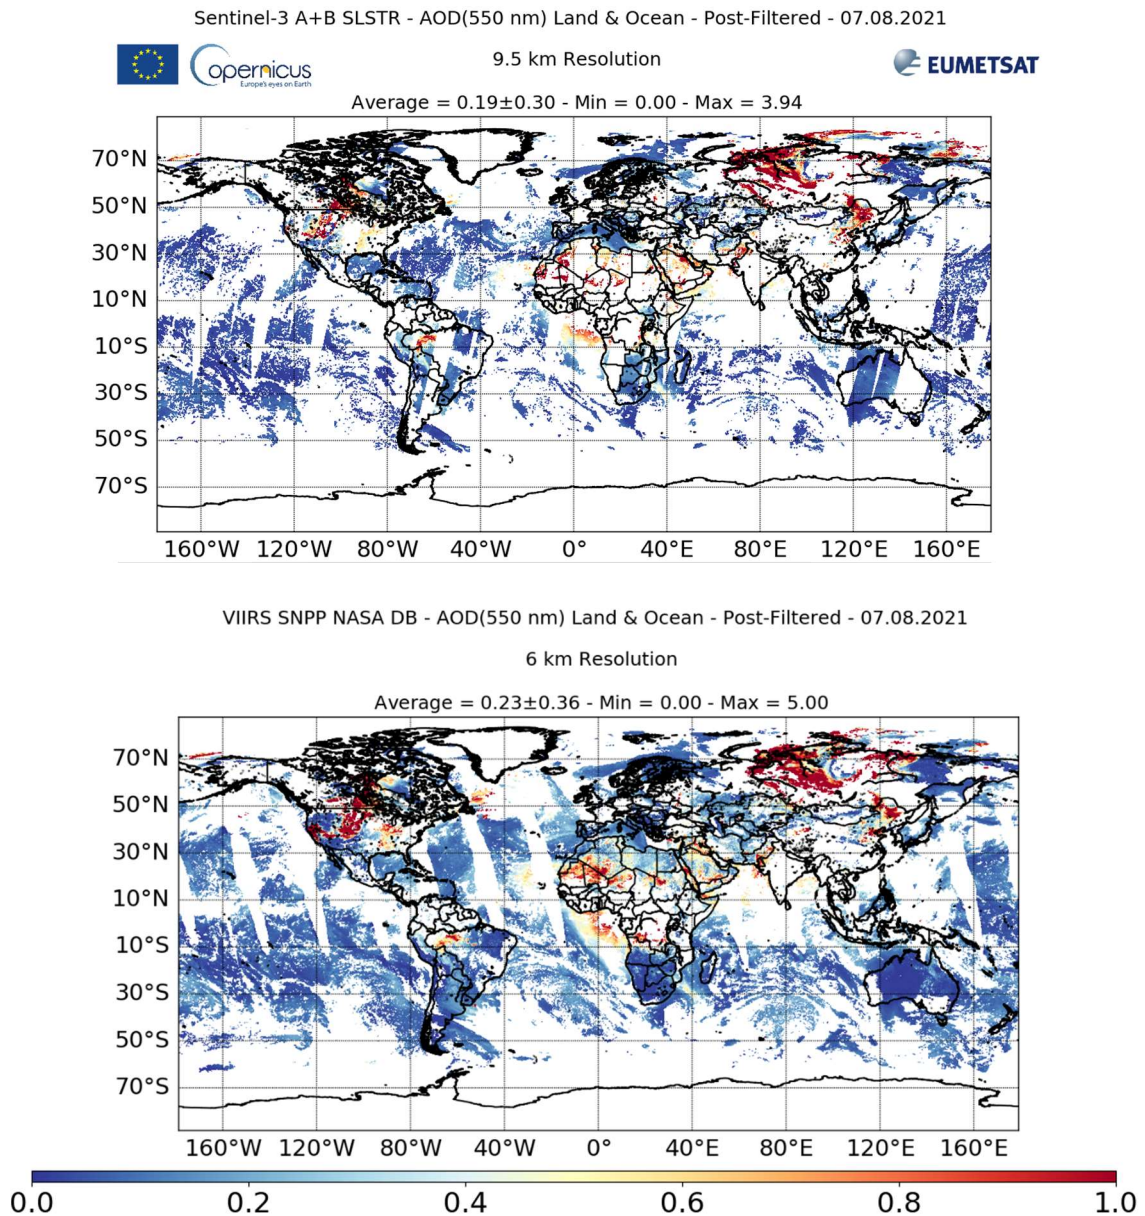 Sentinel-3 A+B SLSTR - AOD(550 nm) Land & Ocean - Post-Filtered - 07.08.2021
9.5 km Resolution
opernicus
Europe's eyes on Earth
EUMETSAT
Average = 0.19±0.30 - Min = 0.00 - Max = 3.94
70°N
50°N
30°N
10°N
10°S
30°S
50°S
70°S
160°W 120°W 80°W 40°W 0° 40°E 80°E 120°E 160°E
VIIRS SNPP NASA DB - AOD(550 nm) Land & Ocean - Post-Filtered - 07.08.2021
6 km Resolution
Average = 0.23±0.36 - Min = 0.00 - Max = 5.00
70°N
50°N
30°N
10°N
10°S
30°S
50°S
70°S
160°W 120°W 80°W 40°W 0° 40°E 80°E 120°E 160°E
0.0 0.2 0.4 0.6 0.8 1.0